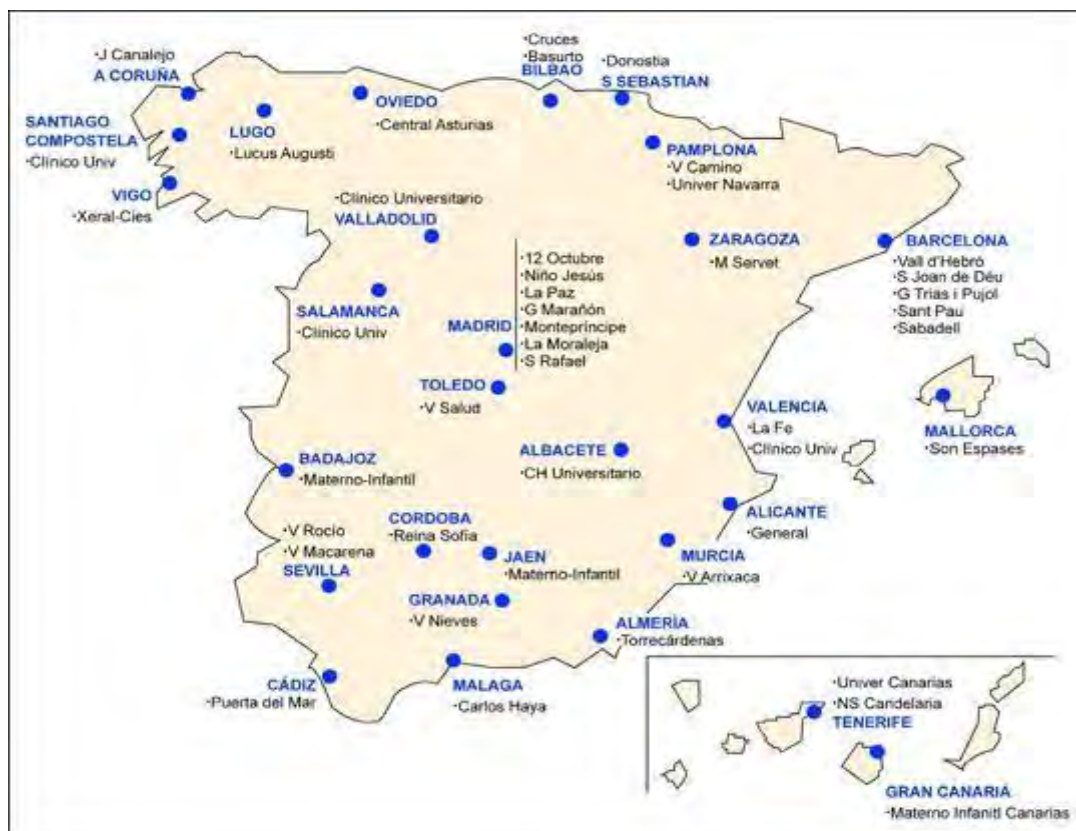 ·J Canalejo
A CORUÑA
SANTIAGO
COMPOSTELA
·Clínico Univ
LUGO
·Lucus Augusti
VIGO
·Xeral-Cies
OVIEDO
·Central Asturias
·Cruces
·Basurto
BILBAO
·Donostia
S SEBASTIAN
PAMPLONA
·V Camino
·Univer Navarra
·Clínico Universitario
VALLADOLID
ZARAGOZA
·M Servet
BARCELONA
·Vall d'Hebró
·S Joan de Déu
·G Trias i Pujol
·Sant Pau
·Sabadell
SALAMANCA
·Clínico Univ
MADRID
·12 Octubre
·Niño Jesús
·La Paz
·G Marañón
·Montepríncipe
·La Moraleja
·S Rafael
TOLEDO
·V Salud
VALENCIA
·La Fe
·Clínico Univ
MALLORCA
·Son Espases
BADAJOZ
·Materno-Infantil
ALBACETE
·CH Universitario
ALICANTE
·General
·V Rocío
·V Macarena
SEVILLA
CORDOBA
·Reina Sofía
JAEN
·Materno-Infantil
MURCIA
·V Arrixaca
GRANADA
·V Nieves
ALMERÍA
·Torrecárdenas
CÁDIZ
·Puerta del Mar
MALAGA
·Carlos Haya
·Univer Canarias
·NS Candelaria
TENERIFE
GRAN CANARIA
·Materno Infanitl Canarias